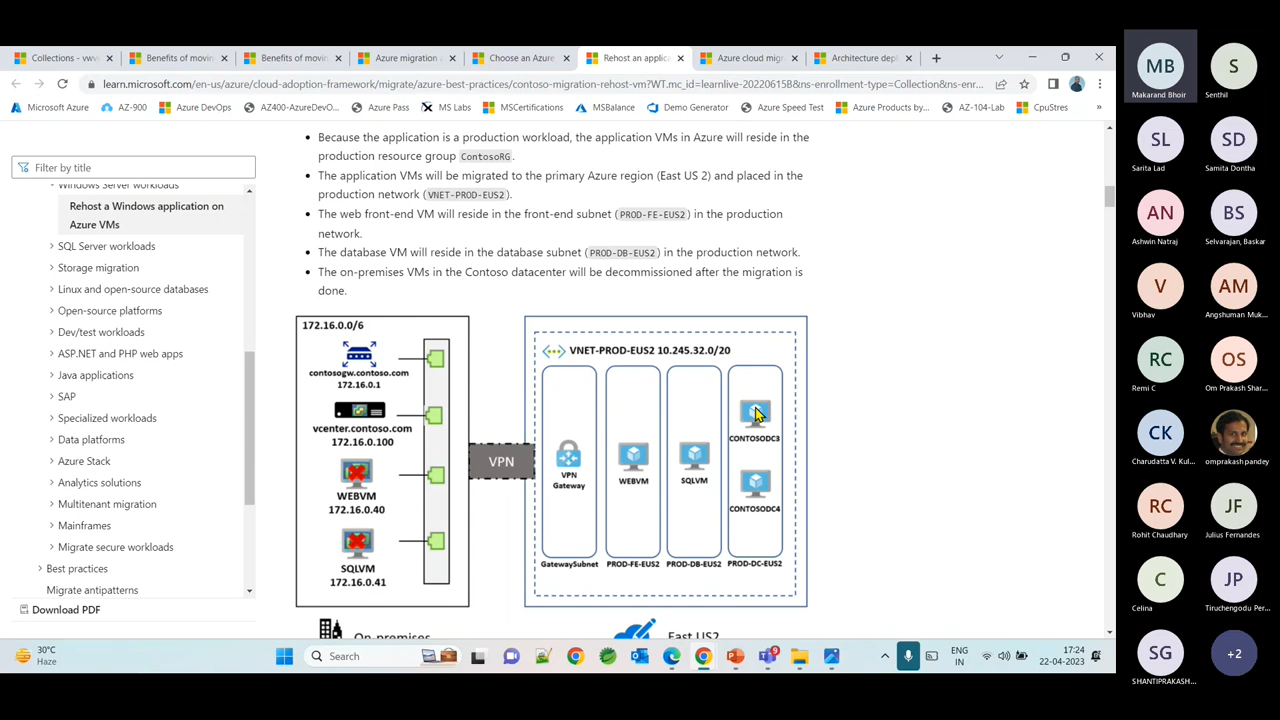 Collections - vwv
Benefits of movin
Benefits of movin
Azure migration
Choose an Azure
Rehost an applic
Azure cloud mig
Architecture dep
learn.microsoft.com/en-us/azure/cloud-adoption-framework/migrate/azure-best-practices/contoso-migration-rehost-vm?WT.mc_id=learnlive-20220615B&ns-enrollment-type=Collection&ns-en...
Microsoft Azure
AZ-900
Azure DevOps
AZ400-AzureDevO...
Azure Pass
MS Labs
MSCertifications
MSBalance
Demo Generator
Azure Speed Test
Azure Products by...
AZ-104-Lab
CpuStres
»
Filter by title
Windows Server workloads
Rehost a Windows application on
Azure VMs
SQL Server workloads
Storage migration
Linux and open-source databases
Open-source platforms
Dev/test workloads
ASP.NET and PHP web apps
Java applications
SAP
Specialized workloads
Data platforms
Azure Stack
Analytics solutions
Multitenant migration
Mainframes
Migrate secure workloads
Best practices
Migrate antipatterns
Download PDF
• Because the application is a production workload, the application VMs in Azure will reside in the
production resource group ContosoRG.
• The application VMs will be migrated to the primary Azure region (East US 2) and placed in the
production network (VNET-PROD-EUS2).
• The web front-end VM will reside in the front-end subnet (PROD-FE-EUS2) in the production
network.
• The database VM will reside in the database subnet (PROD-DB-EUS2) in the production network.
• The on-premises VMs in the Contoso datacenter will be decommissioned after the migration is
done.
172.16.0.0/6
contosogw.contoso.com
172.16.0.1
vcenter.contoso.com
172.16.0.100
WEBVM
172.16.0.40
SQLVM
172.16.0.41
VPN
VNET-PROD-EUS2 10.245.32.0/20
VPN
Gateway
WEBVM
SQLVM
CONTOSODC3
CONTOSODC4
GatewaySubnet
PROD-FE-EUS2
PROD-DB-EUS2
PROD-DC-EUS2
On-premises
East US2
30°C
Haze
Search
9
ENG
IN
17:24
22-04-2023
MB
Makarand Bhoir
S
Senthil
SL
Sarita Lad
SD
Samita Dontha
AN
Ashwin Natraj
BS
Selvarajan, Baskar
V
Vibhav
AM
Angshuman Muk...
RC
Remi C
OS
Om Prakash Shar...
CK
Charudatta V. Kul...
omprakash pandey
RC
Rohit Chaudhary
JF
Julius Fernandes
C
Celina
JP
Tiruchengodu Per...
SG
SHANTIPRAKASH...
+2